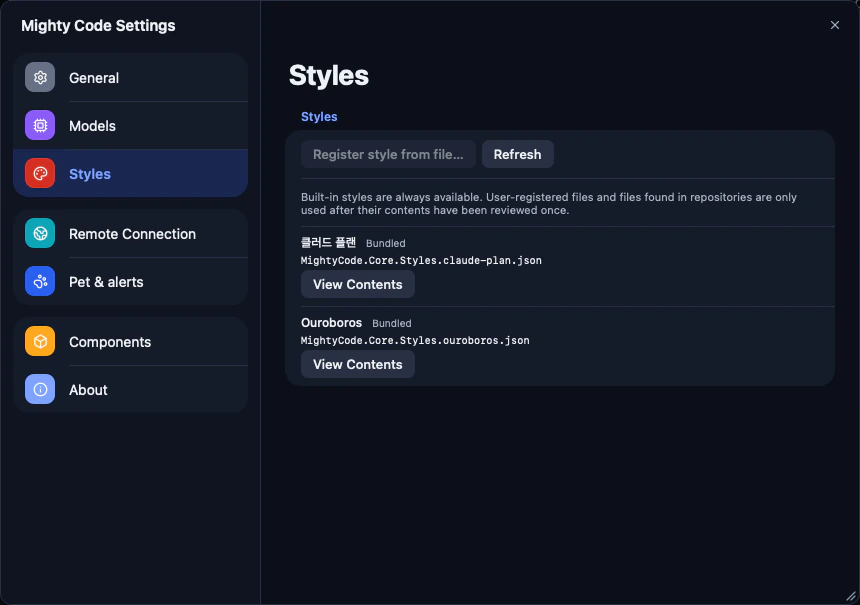 Mighty Code Settings
General
Models
Styles
Remote Connection
Pet & alerts
Components
About
Styles
Styles
Register style from file...
Refresh
Built-in styles are always available. User-registered files and files found in repositories are only
used after their contents have been reviewed once.
클러드 플랜 Bundled
MightyCode.Core.Styles.claude-plan.json
View Contents
Ouroboros Bundled
MightyCode.Core.Styles.ouroboros.json
View Contents